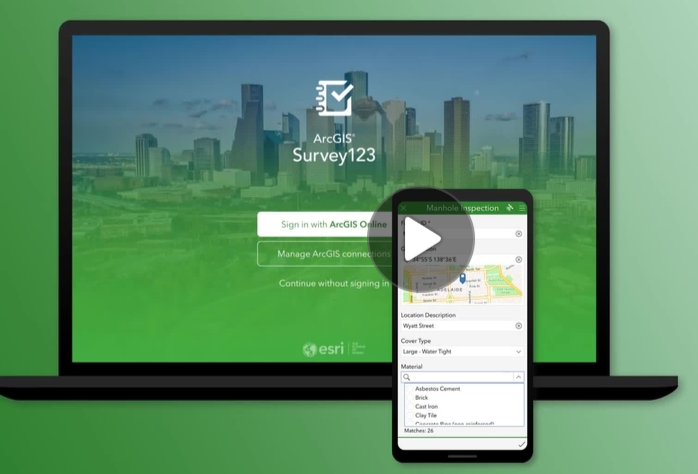 ArcGIS®
Survey123
Sign in with ArcGIS Online
Manage ArcGIS connections
Continue without signing in
esri
Manhole Inspection
34°55'S 138°36'E
ADELAIDE
Location Description
Wyatt Street
Cover Type
Large - Water Tight
Material
Asbestos Cement
Brick
Cast Iron
Clay Tile
Matches: 26